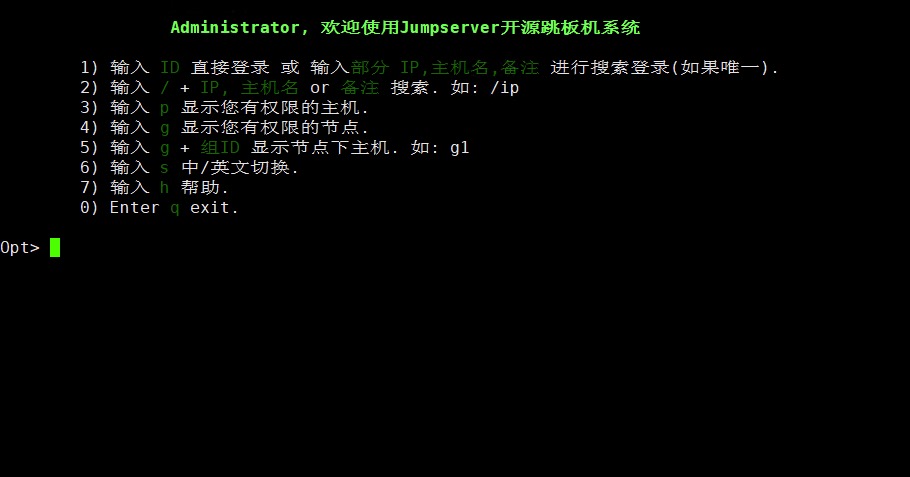 Administrator, 欢迎使用Jumpserver开源跳板机系统
1) 输入 ID 直接登录 或 输入部分 IP,主机名,备注 进行搜索登录(如果唯一).
2) 输入 / + IP, 主机名 or 备注 搜索. 如: /ip
3) 输入 p 显示您有权限的主机.
4) 输入 g 显示您有权限的节点.
5) 输入 g + 组ID 显示节点下主机. 如: g1
6) 输入 s 中/英文切换.
7) 输入 h 帮助.
0) Enter q exit.
Opt>